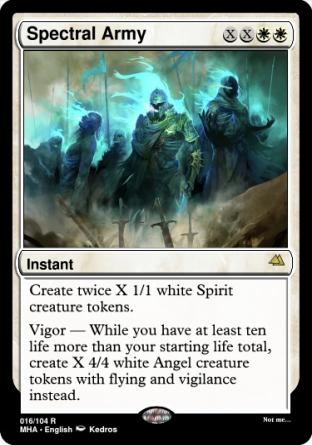 Spectral Army XXWW
Instant
Create twice X 1/1 white Spirit
creature tokens.
Vigor — While you have at least ten
life more than your starting life total,
create X 4/4 white Angel creature
tokens with flying and vigilance
instead.
016/104 R
Not me...
MHA • English Kedros